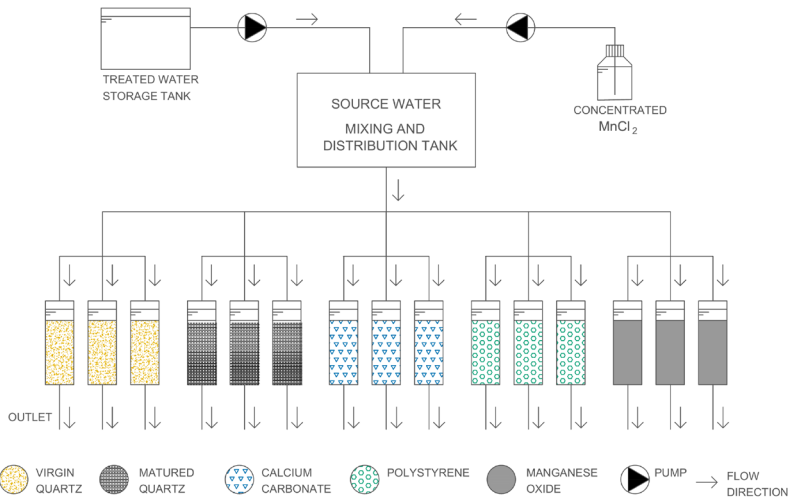 TREATED WATER
STORAGE TANK
SOURCE WATER
MIXING AND
DISTRIBUTION TANK
CONCENTRATED
MnCl2
OUTLET
VIRGIN
QUARTZ
MATURED
QUARTZ
CALCIUM
CARBONATE
POLYSTYRENE
MANGANESE
OXIDE
PUMP
FLOW
DIRECTION